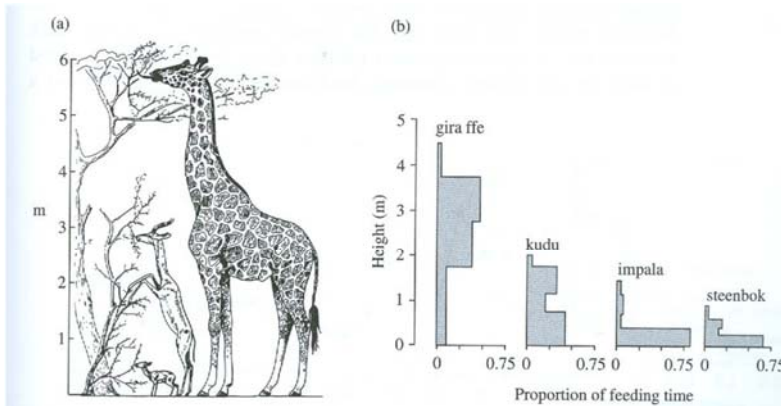 (a)
6
5
4
m
3
2
1
(b)
5
4
3
2
1
0
Height (m)
gira ffe
kudu
impala
steenbok
0 0.75 0 0.75 0 0.75 0 0.75
Proportion of feeding time